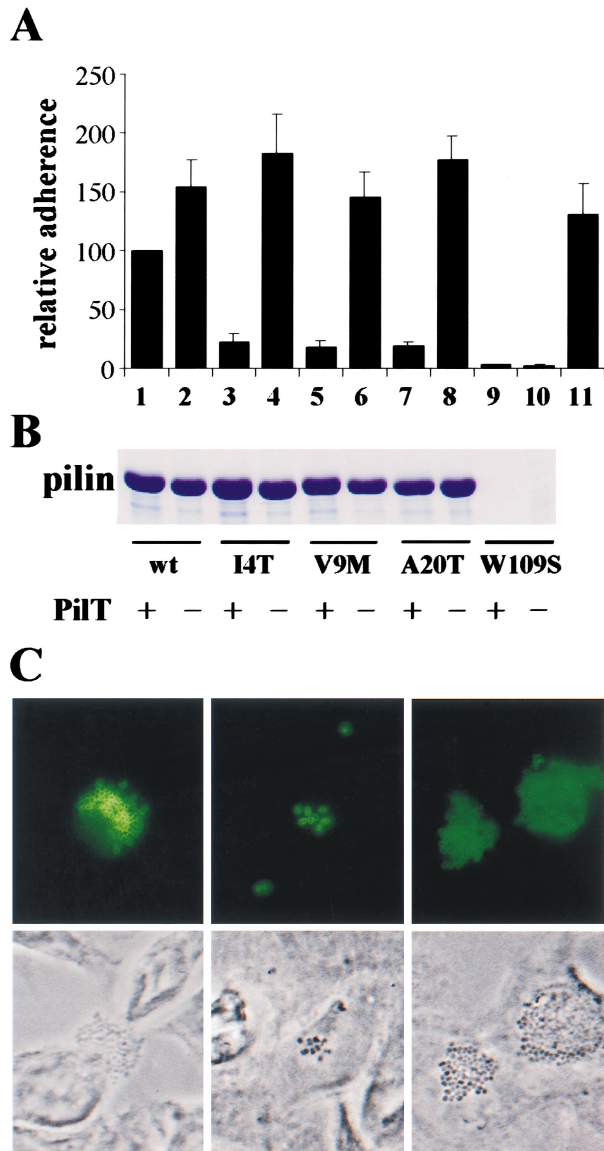 A
250
200
150
100
50
0
relative adherence
1 2 3 4 5 6 7 8 9 10 11
B
pilin
wt I4T V9M A20T W109S
PilT + − + − + − + − + −
C